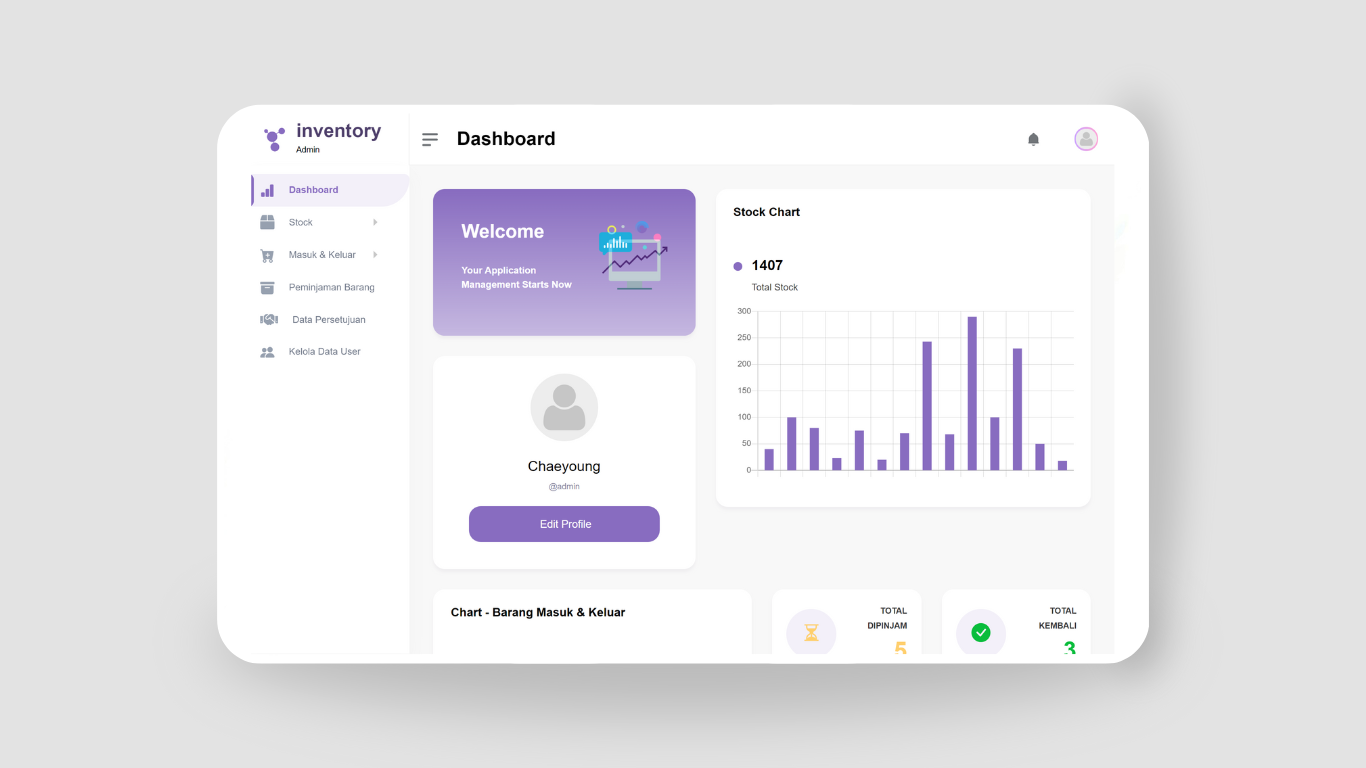 inventory
Admin
Dashboard
Dashboard
Stock
Masuk & Keluar
Peminjaman Barang
Data Persetujuan
Kelola Data User
Welcome
Your Application
Management Starts Now
Chaeyoung
@admin
Edit Profile
Stock Chart
1407
Total Stock
300
250
200
150
100
50
0
Chart - Barang Masuk & Keluar
TOTAL
DIPINJAM
5
TOTAL
KEMBALI
3